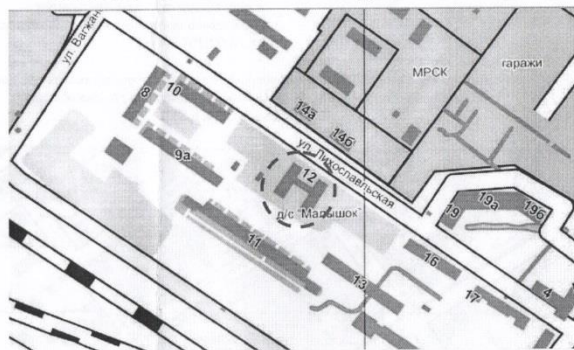 ул. Вагжан
8
10
МРСК
гаражи
14а
14б
ул. Лихославльская
9а
12
д/с "Малышок"
19
19а
19б
11
16
13
17
4